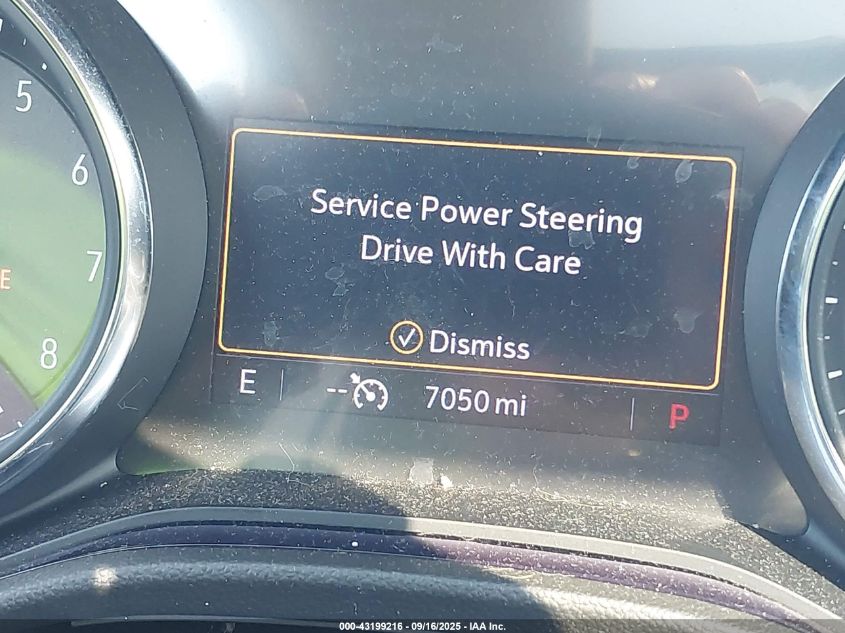 5
6
7
8
E
Service Power Steering
Drive With Care
✓ Dismiss
E -- 7050 mi P
000-43199216 - 09/16/2025 - IAA Inc.